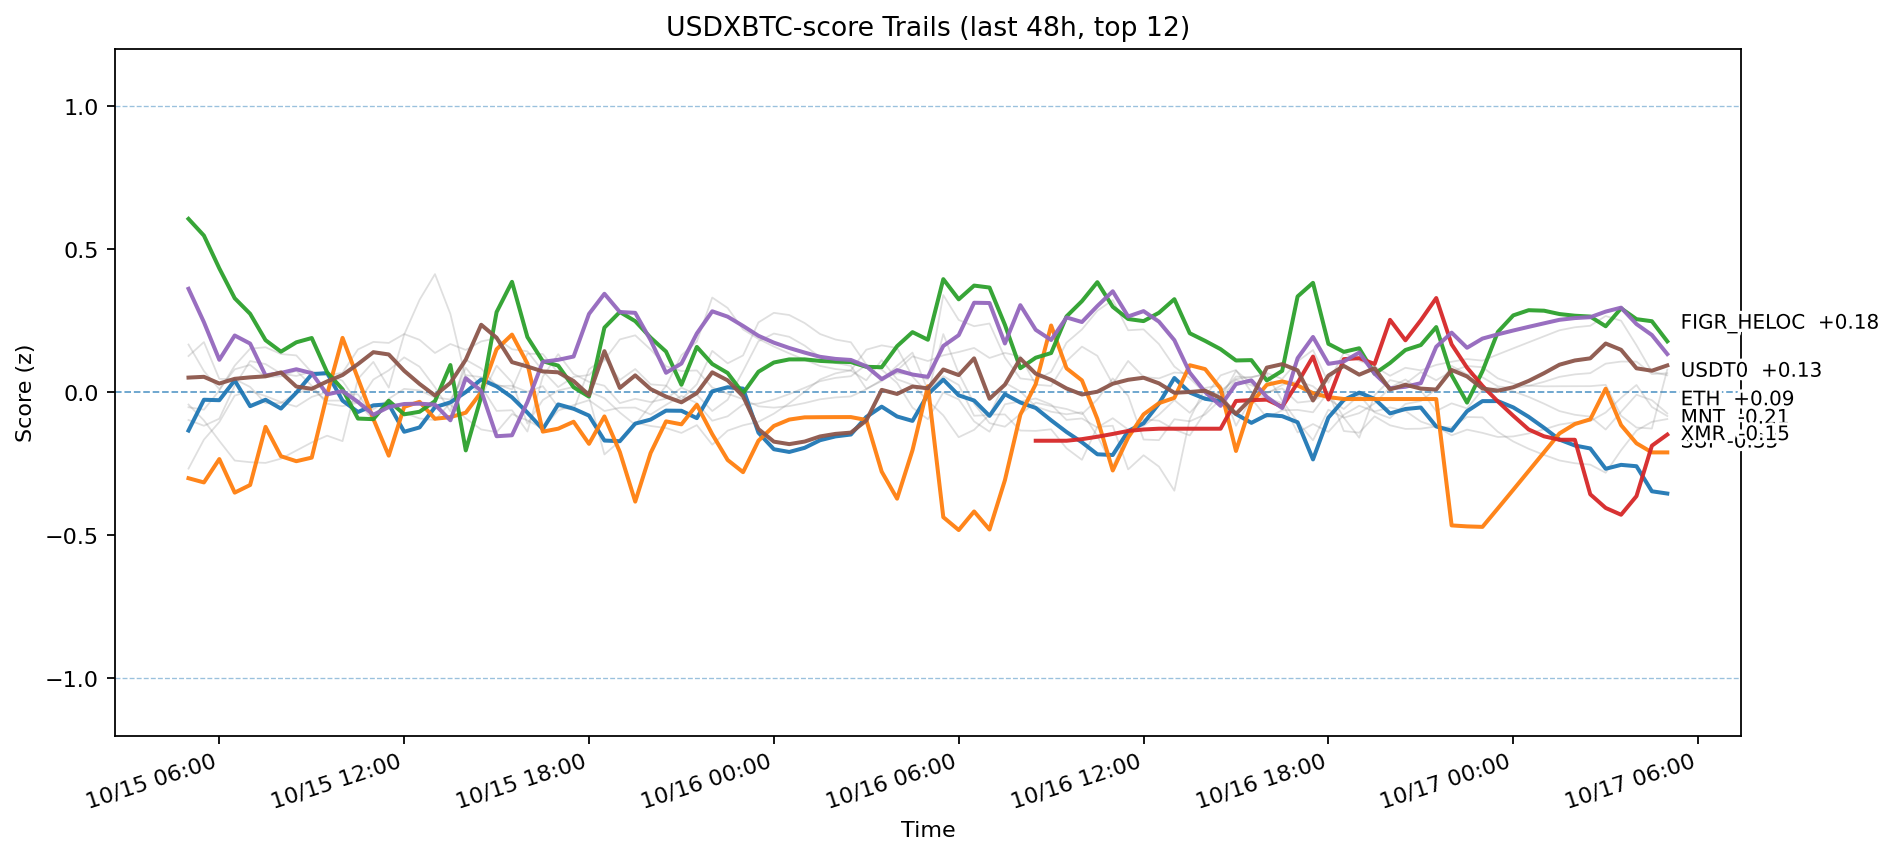 USDXBTC-score Trails (last 48h, top 12)
Score (z)
1.0
0.5
0.0
−0.5
−1.0
FIGR_HELOC +0.18
USDT0 +0.13
ETH +0.09
MNT -0.21
XMR -0.15
10/15 06:00
10/15 12:00
10/15 18:00
10/16 00:00
10/16 06:00
10/16 12:00
10/16 18:00
10/17 00:00
10/17 06:00
Time